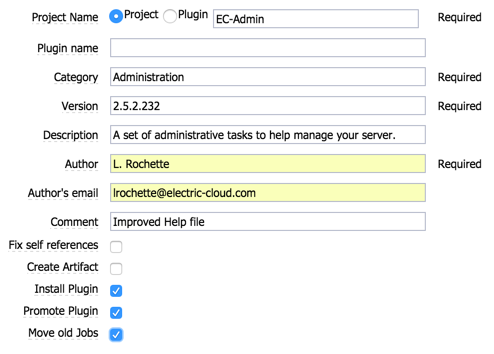 Project Name Project Plugin EC-Admin Required
Plugin name
Category Administration Required
Version 2.5.2.232 Required
Description A set of administrative tasks to help manage your server.
Author L. Rochette Required
Author's email lrochette@electric-cloud.com
Comment Improved Help file
Fix self references
Create Artifact
Install Plugin
Promote Plugin
Move old Jobs